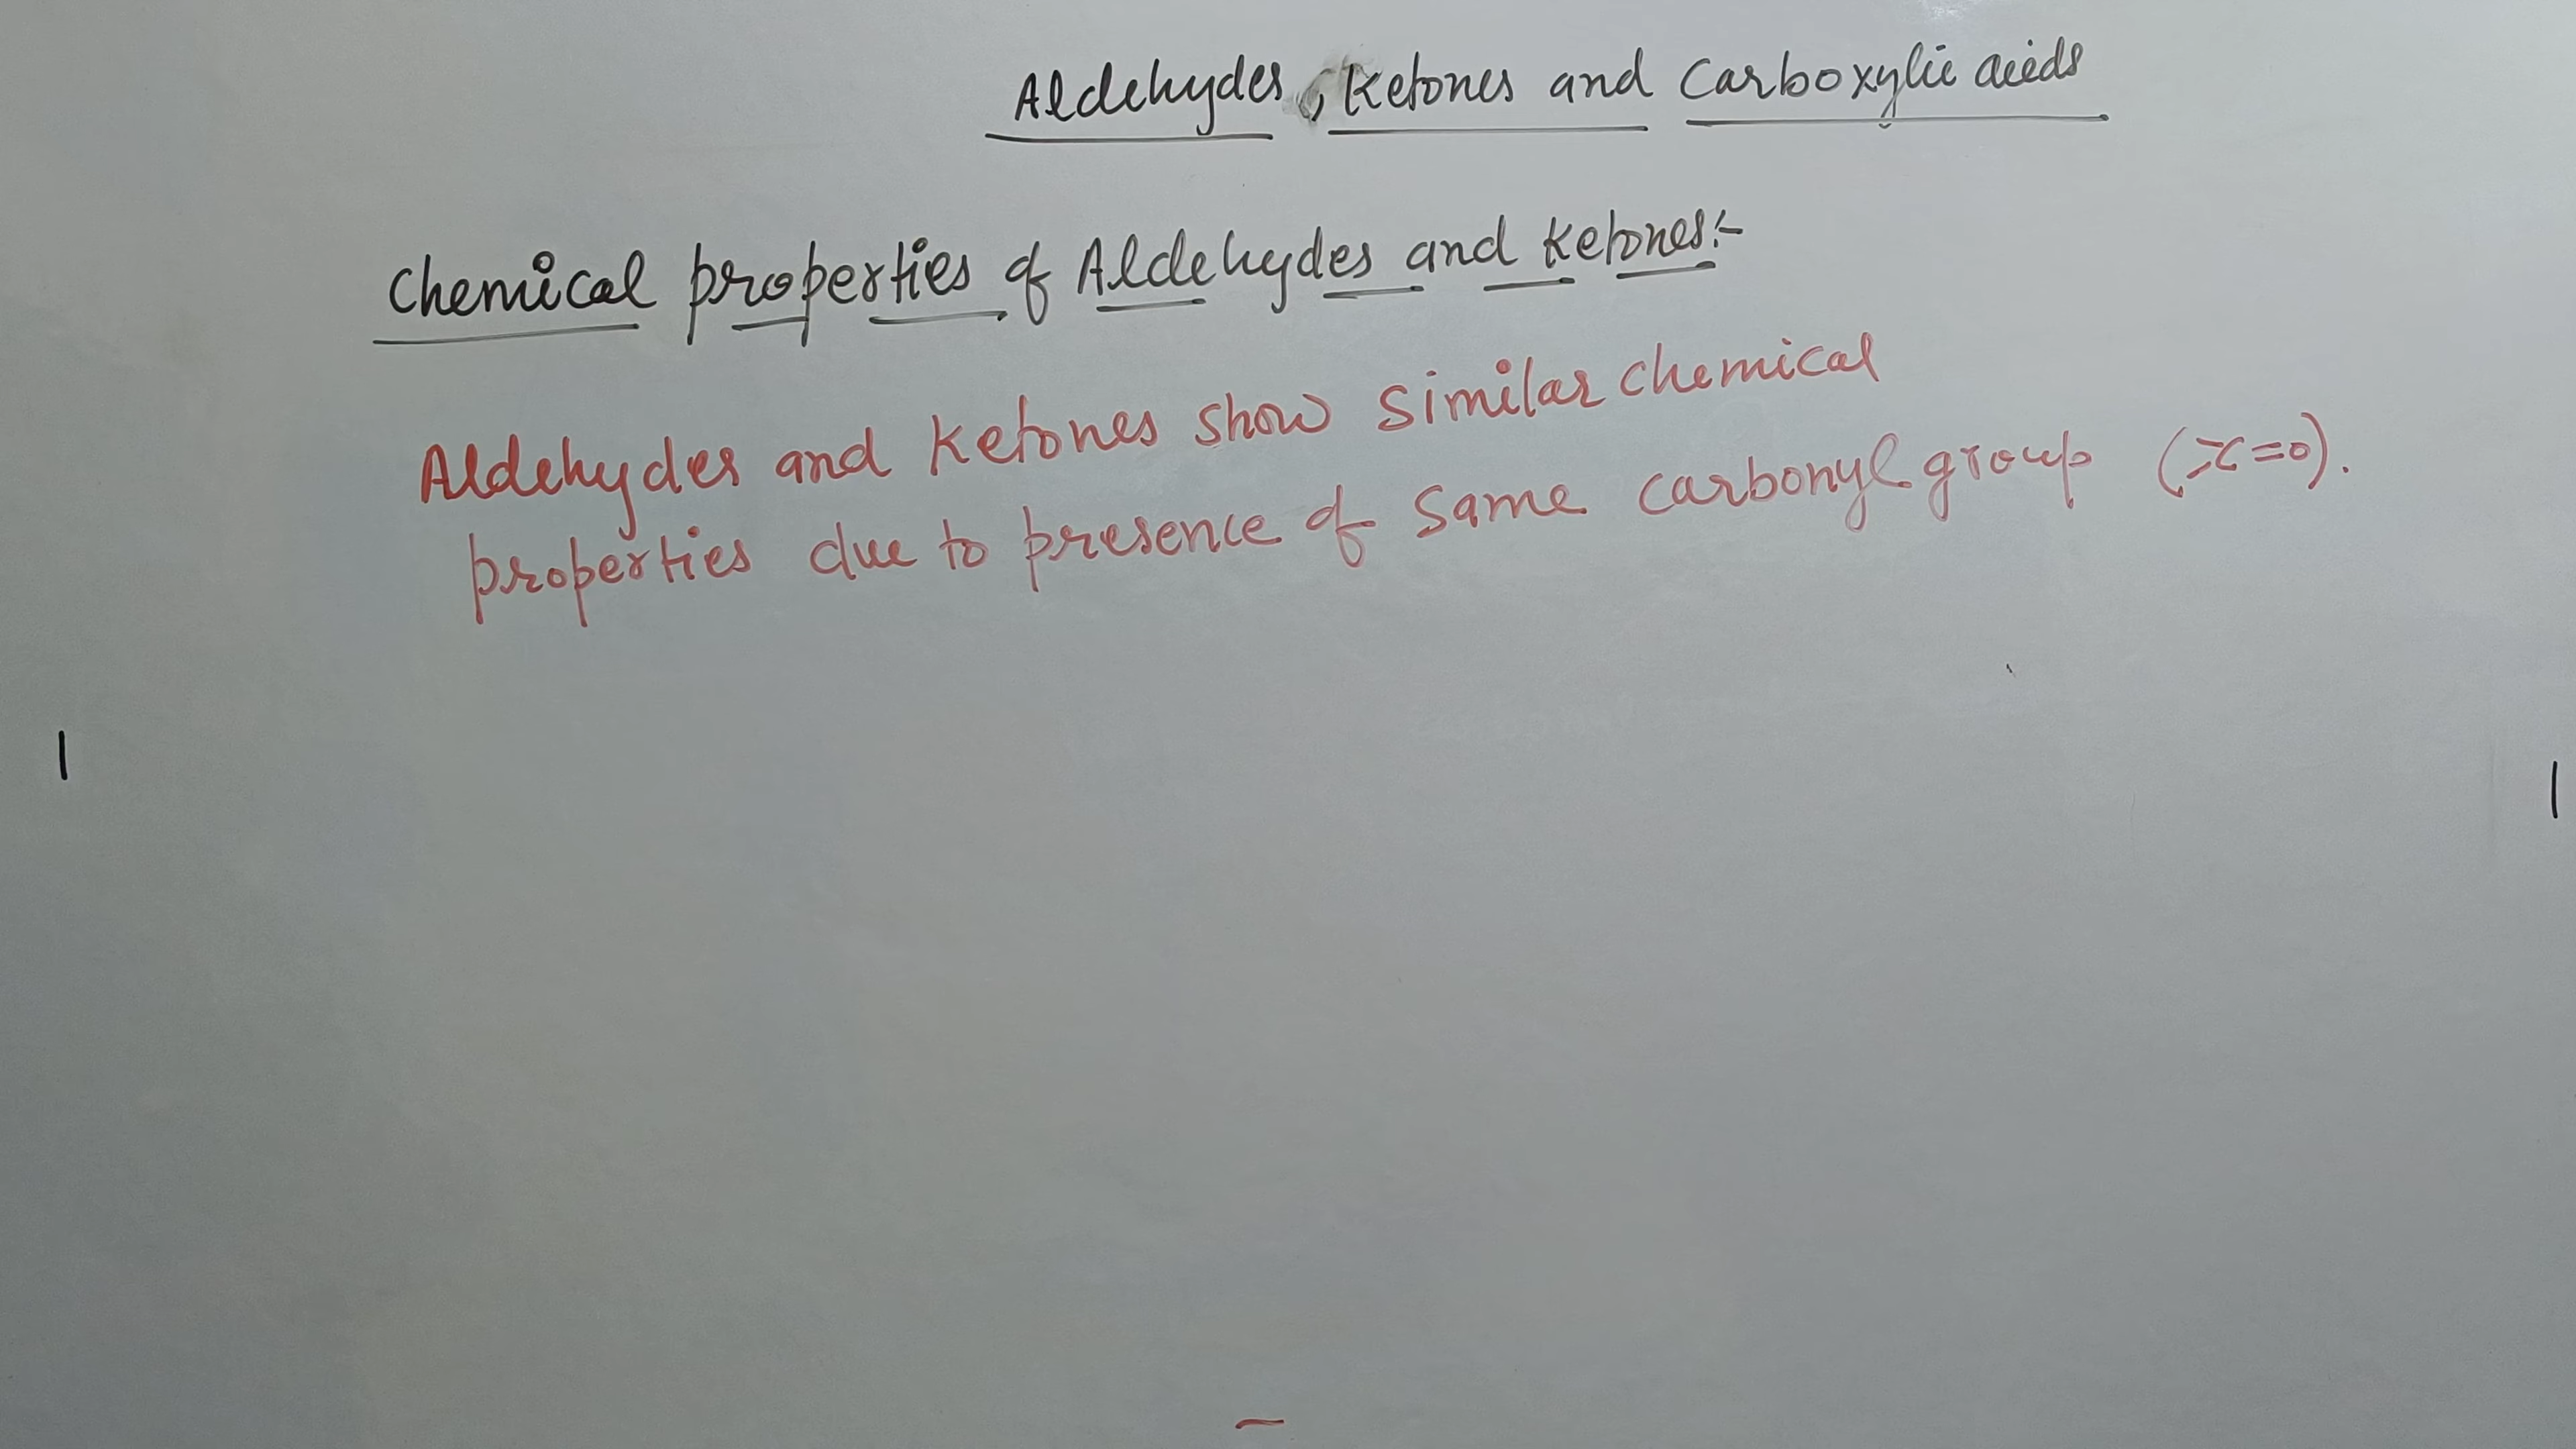 Aldehydes, Ketones and Carboxylic acids
Chemical properties of Aldehydes and Ketones:-
Aldehydes and Ketones show similar chemical
properties due to presence of same carbonyl group (>C=O).